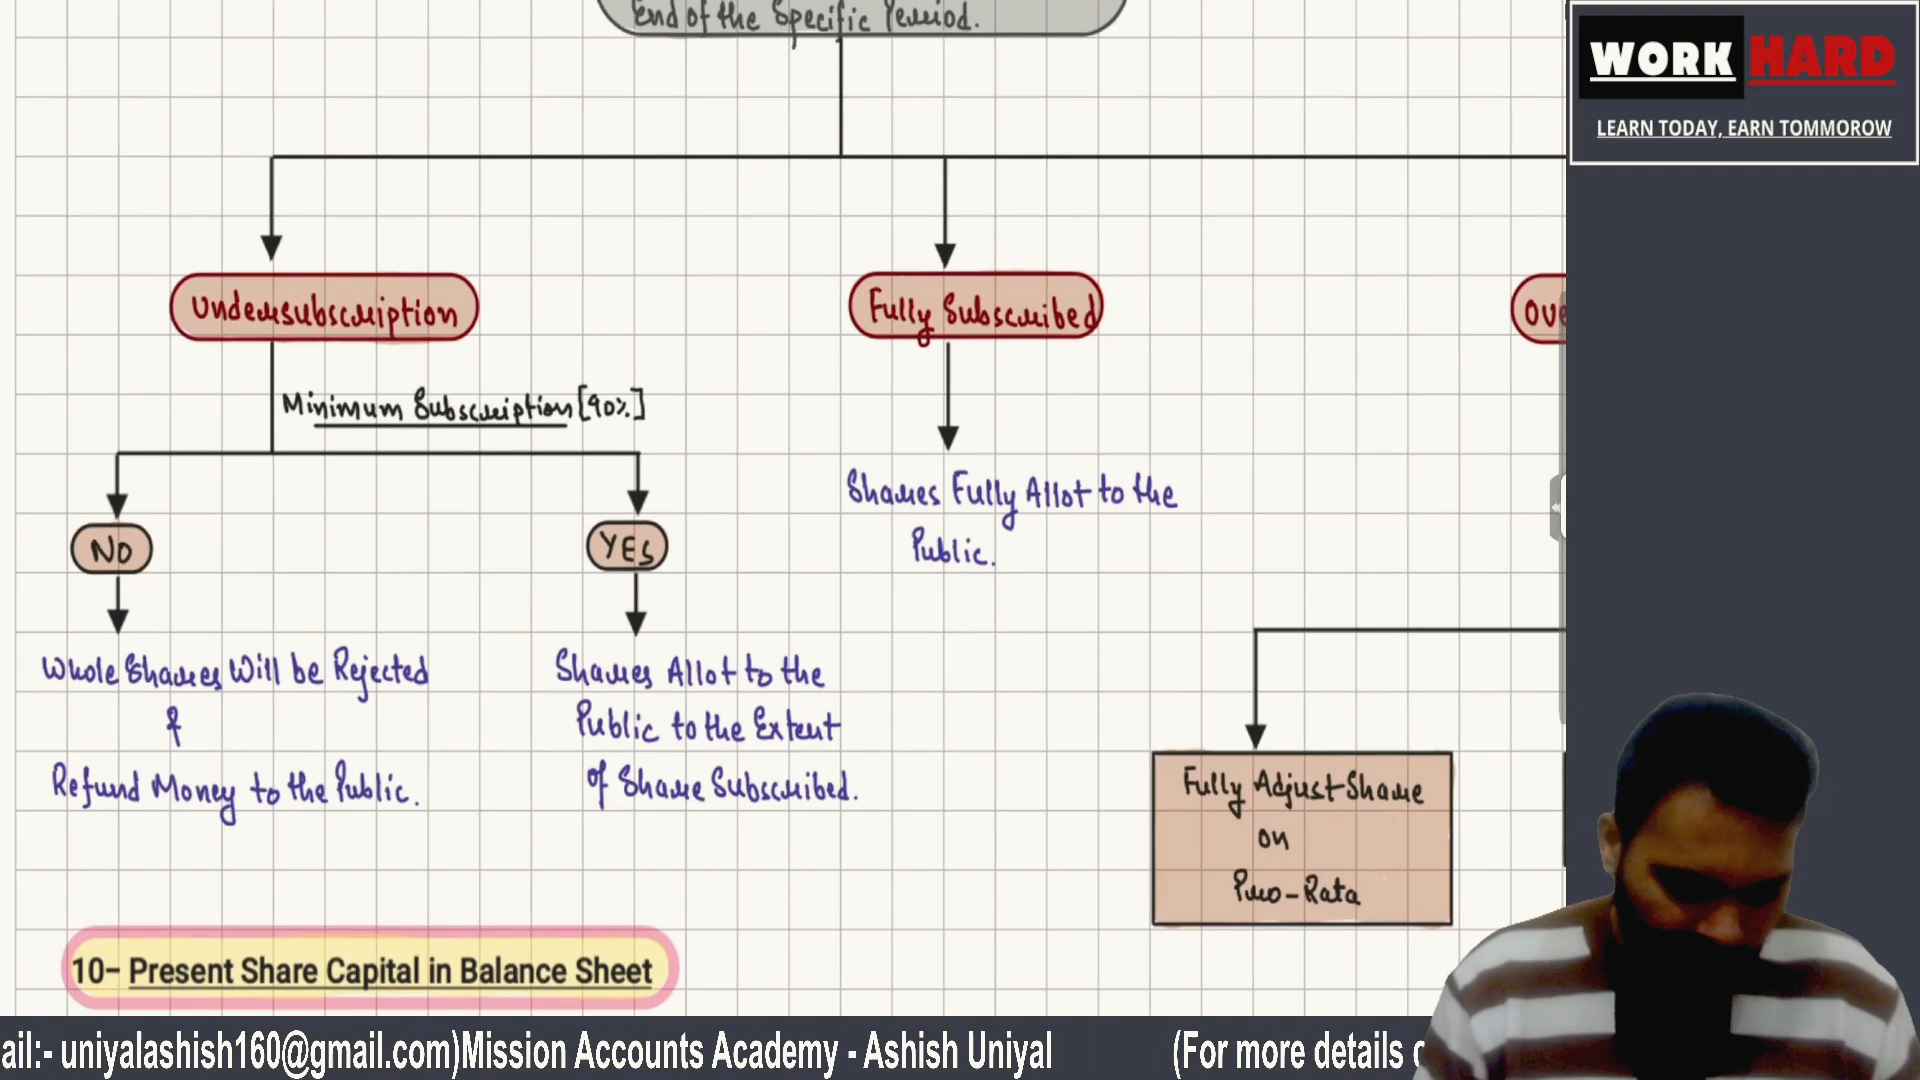 End of the Specific Period.
WORK HARD
LEARN TODAY, EARN TOMMOROW
Undersubscription
Fully Subscribed
Ove
Minimum Subscription [90%]
Shares Fully Allot to the
Public.
NO
YES
Whole Shares Will be Rejected
&
Refund Money to the Public.
Shares Allot to the
Public to the Extent
of Share Subscribed.
Fully Adjust Share
on
Pro-Rata
10- Present Share Capital in Balance Sheet
ail:- uniyalashish160@gmail.com)Mission Accounts Academy - Ashish Uniyal (For more details